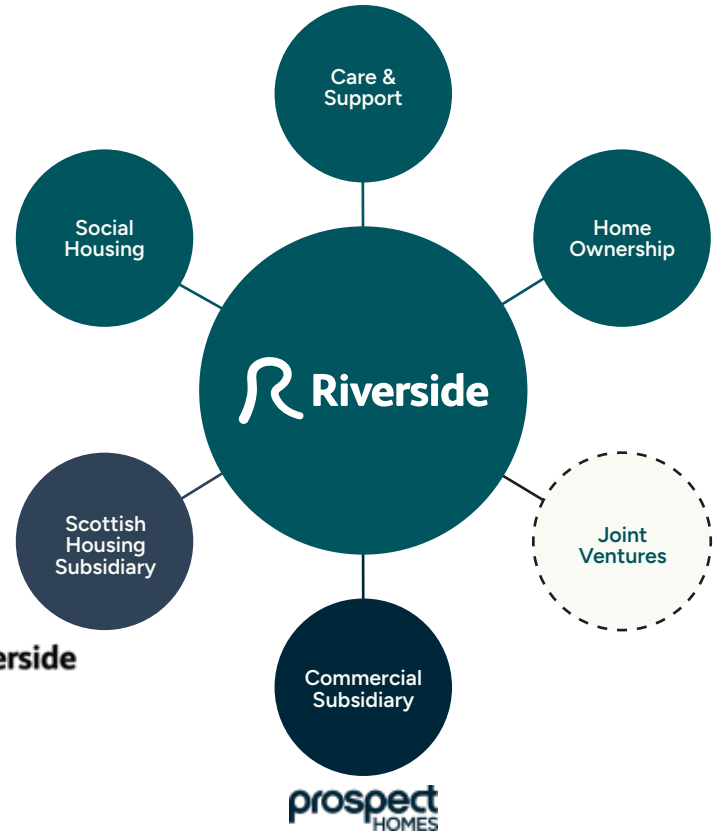 Care &
Support
Social
Housing
Home
Ownership
Riverside
Scottish
Housing
Subsidiary
Joint
Ventures
erside
Commercial
Subsidiary
prospect
HOMES